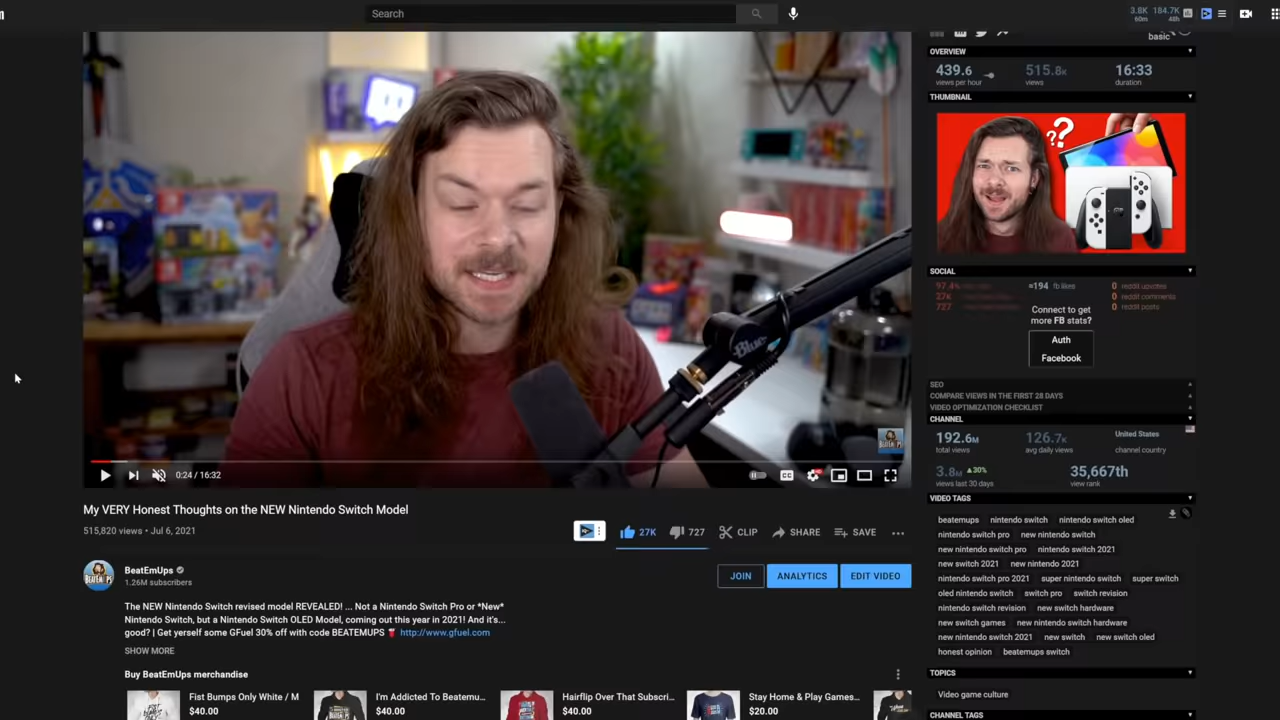 Search
3.8K 184.7K
60m 48h
basic
OVERVIEW
439.6 515.8K 16:33
views per hour views duration
THUMBNAIL
??
SOCIAL
97.4%
27K
727
≈194 fb likes
0 reddit upvotes
0 reddit comments
0 reddit posts
Connect to get
more FB stats?
Auth
Facebook
SEO
COMPARE VIEWS IN THE FIRST 28 DAYS
VIDEO OPTIMIZATION CHECKLIST
CHANNEL
192.6M 126.7K United States
total views avg daily views channel country
3.8M ▲30% 35,667th
views last 30 days view rank
VIDEO TAGS
beatemups nintendo switch nintendo switch oled
nintendo switch pro new nintendo switch
new nintendo switch pro nintendo switch 2021
new switch 2021 new nintendo 2021
nintendo switch pro 2021 super nintendo switch super switch
oled nintendo switch switch pro switch revision
nintendo switch revision new switch hardware
new switch games new nintendo switch hardware
new nintendo switch 2021 new switch new switch oled
honest opinion beatemups switch
TOPICS
Video game culture
CHANNEL TAGS
Blue
BEATEMUPS
0:24 / 16:32
CC
HD
My VERY Honest Thoughts on the NEW Nintendo Switch Model
515,820 views • Jul 6, 2021
27K 727 CLIP SHARE SAVE
BEATEMUPS
BeatEmUps
1.26M subscribers
JOIN ANALYTICS EDIT VIDEO
The NEW Nintendo Switch revised model REVEALED! ... Not a Nintendo Switch Pro or *New*
Nintendo Switch, but a Nintendo Switch OLED Model, coming out this year in 2021! And it's...
good? | Get yerself some GFuel 30% off with code BEATEMUPS http://www.gfuel.com
SHOW MORE
Buy BeatEmUps merchandise
Fist Bumps Only White / M
$40.00
I'm Addicted To Beatemu...
$40.00
Hairflip Over That Subscri...
$40.00
Stay Home & Play Games...
$20.00